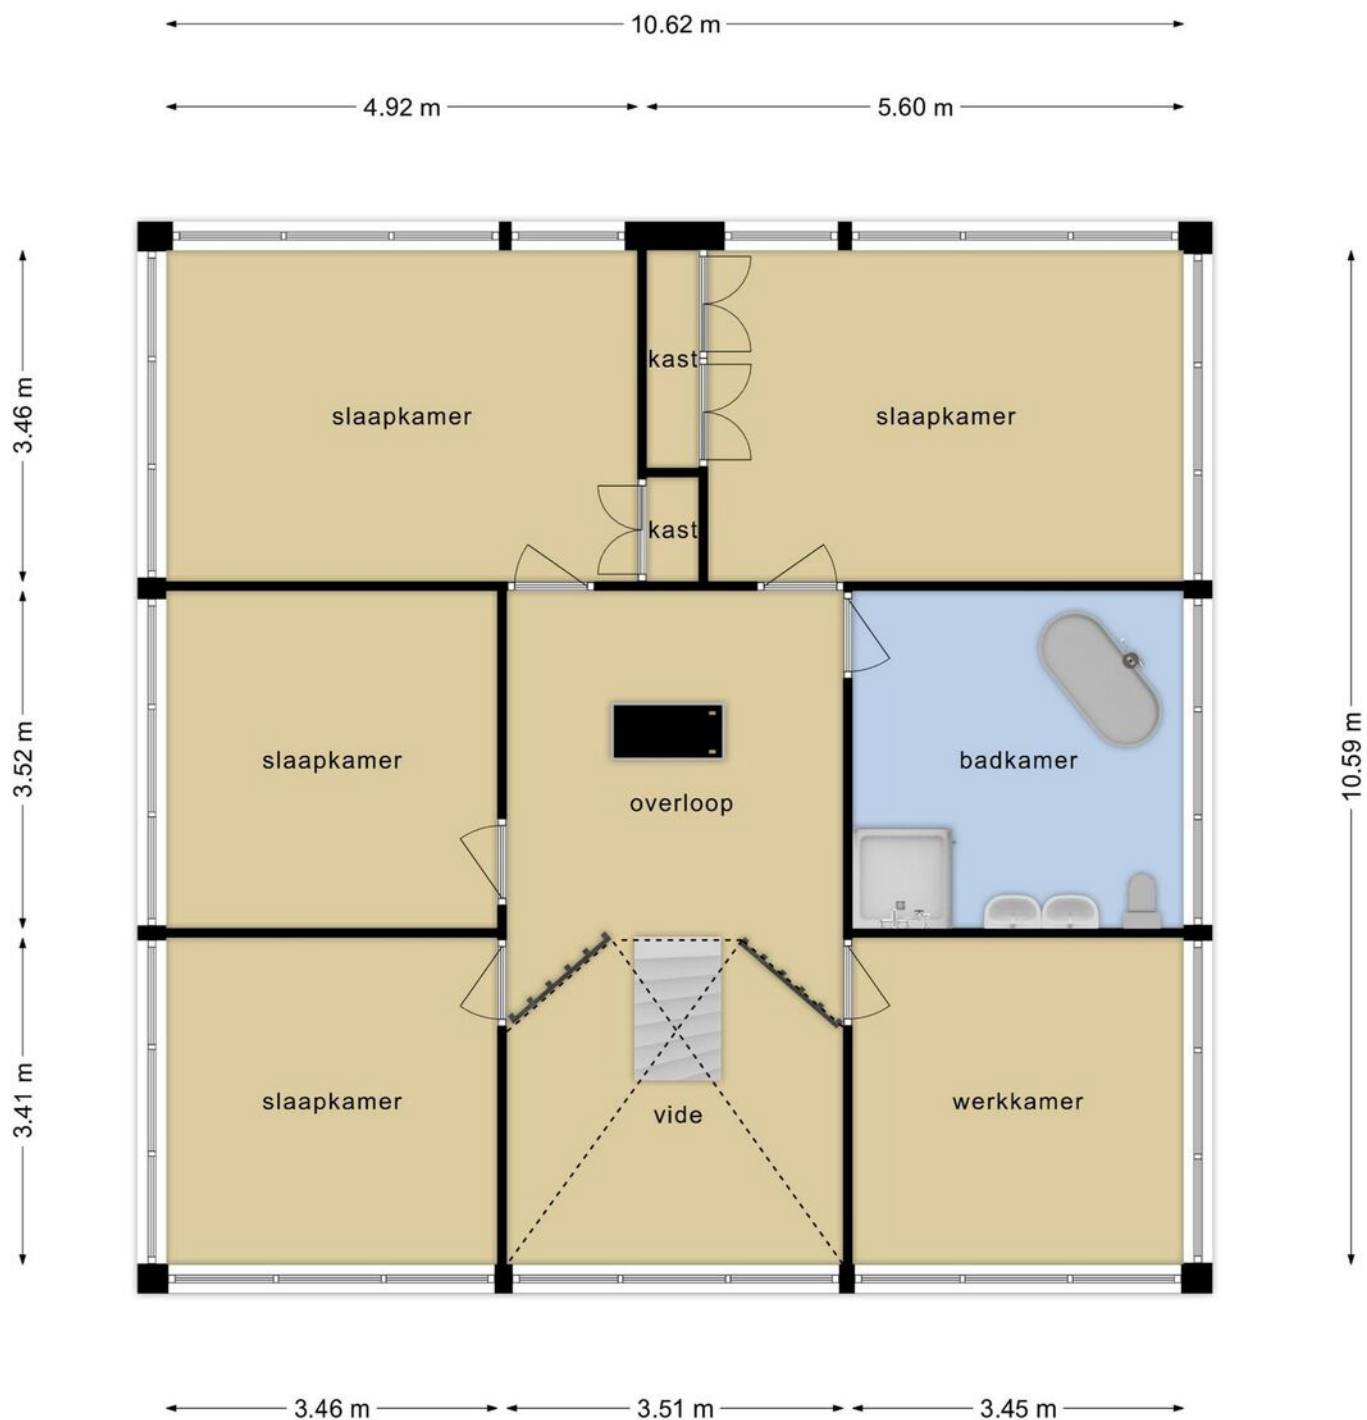 10.62 m
4.92 m
5.60 m
kast
3.46 m
slaapkamer
slaapkamer
kast
3.52 m
slaapkamer
badkamer
10.59 m
overloop
3.41 m
slaapkamer
vide
werkkamer
3.46 m
3.51 m
3.45 m